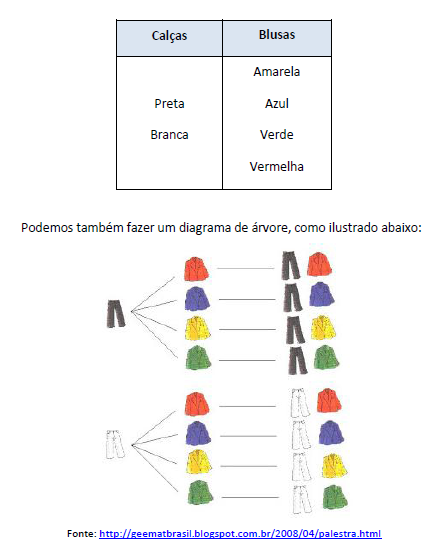 Calças Blusas
Amarela
Preta Azul
Branca Verde
Vermelha
Podemos também fazer um diagrama de árvore, como ilustrado abaixo:
Fonte: http://geematbrasil.blogspot.com.br/2008/04/palestra.html